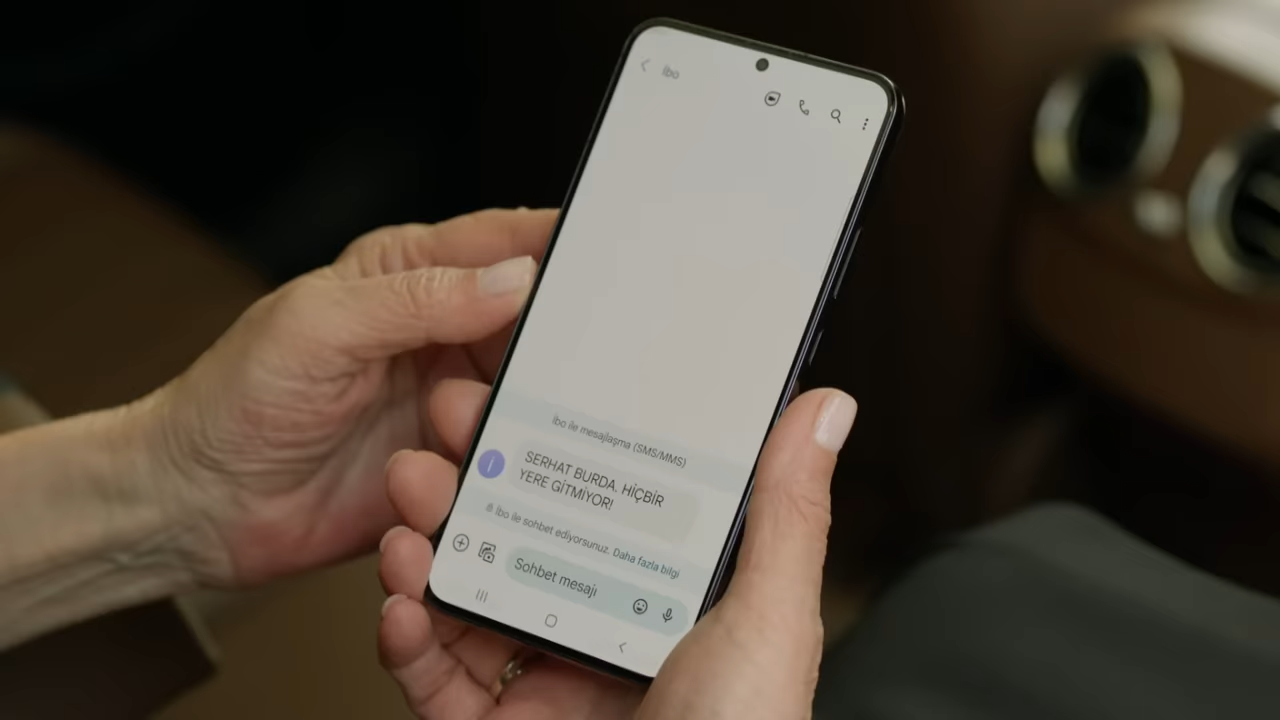 İbo
İbo ile mesajlaşma (SMS/MMS)
i
SERHAT BURDA. HİÇBİR
YERE GİTMİYOR!
İbo ile sohbet ediyorsunuz. Daha fazla bilgi
Sohbet mesajı